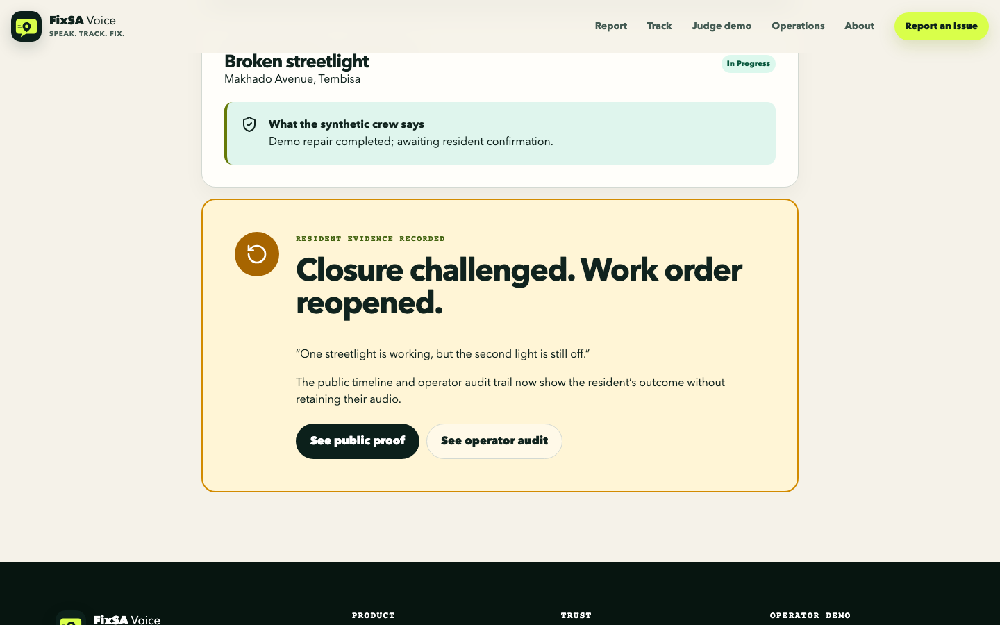 FixSA Voice
SPEAK. TRACK. FIX.
Report
Track
Judge demo
Operations
About
Report an issue
Broken streetlight
In Progress
Makhado Avenue, Tembisa
What the synthetic crew says
Demo repair completed; awaiting resident confirmation.
RESIDENT EVIDENCE RECORDED
Closure challenged. Work order
reopened.
“One streetlight is working, but the second light is still off.”
The public timeline and operator audit trail now show the resident’s outcome without
retaining their audio.
See public proof
See operator audit
FixSA Voice
PRODUCT
TRUST
OPERATOR DEMO